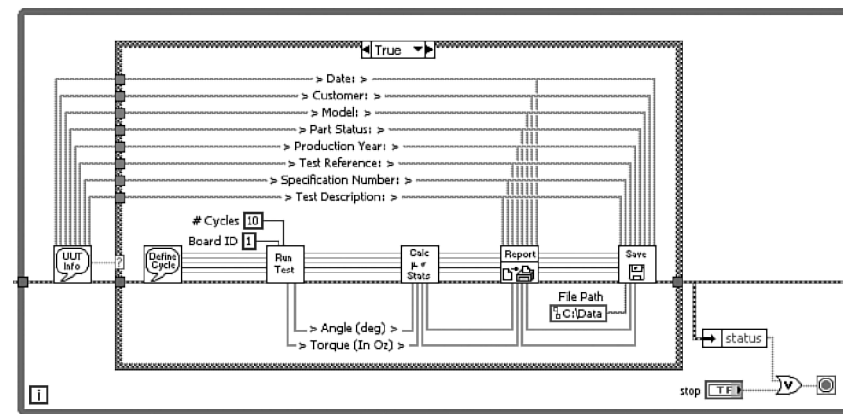 True
> Date: >
> Customer: >
> Model: >
> Part Status: >
> Production Year: >
> Test Reference: >
> Specification Number: >
> Test Description: >
# Cycles 10
Board ID 1
UUT Info
?
Define Cycle
Run Test
Calc μ σ Stats
Report
Save
File Path
C:\Data
> Angle (deg) >
> Torque (In Oz) >
status
stop TF
V
i